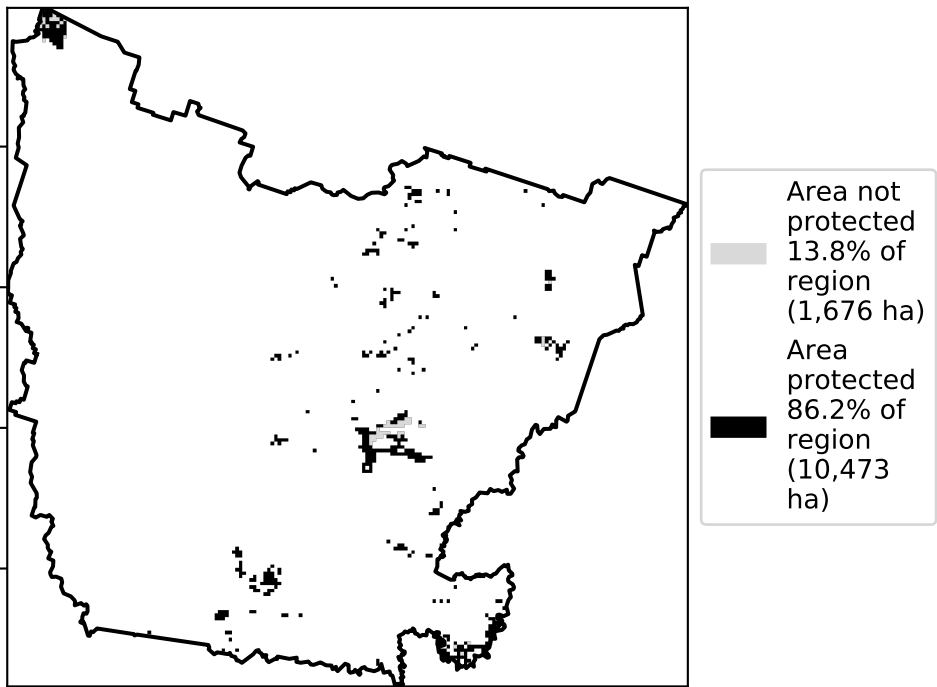 Area not
protected
13.8% of
region
(1,676 ha)
Area
protected
86.2% of
region
(10,473
ha)